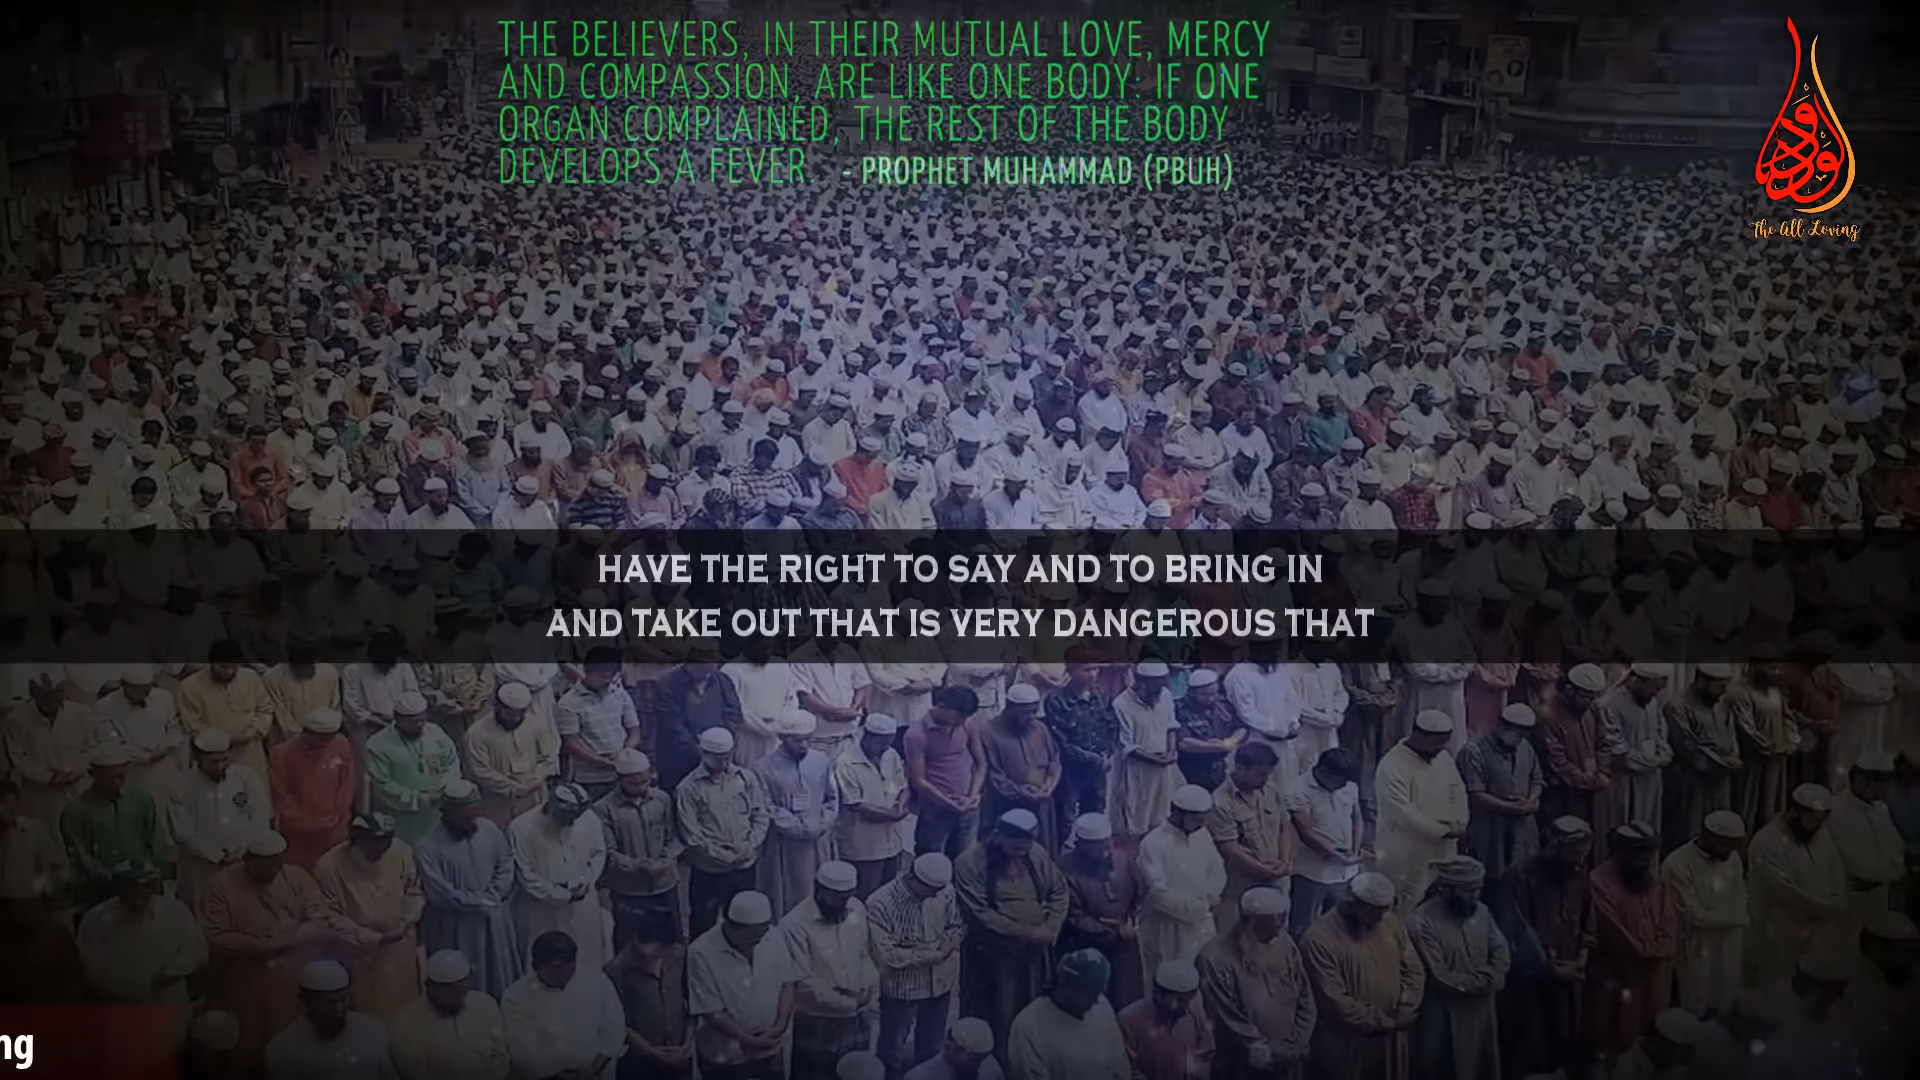 THE BELIEVERS, IN THEIR MUTUAL LOVE, MERCY
AND COMPASSION, ARE LIKE ONE BODY: IF ONE
ORGAN COMPLAINED, THE REST OF THE BODY
DEVELOPS A FEVER. - PROPHET MUHAMMAD (PBUH)
الودود
The All Loving
HAVE THE RIGHT TO SAY AND TO BRING IN
AND TAKE OUT THAT IS VERY DANGEROUS THAT
ng